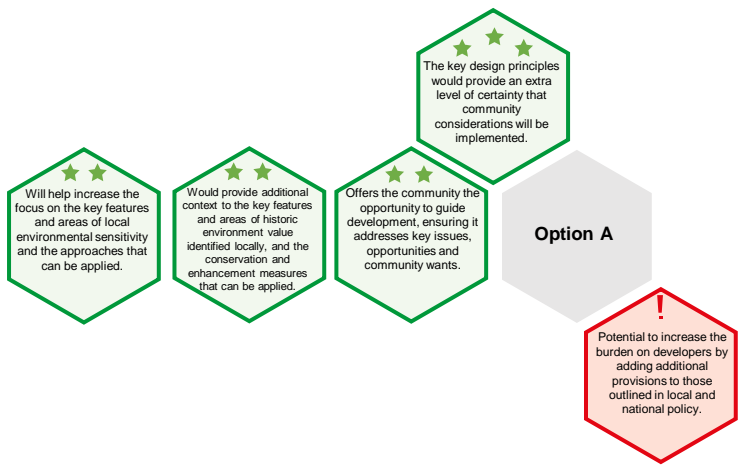 The key design principles
would provide an extra
level of certainty that
community
considerations will be
implemented.
Will help increase the
focus on the key features
and areas of local
environmental sensitivity
and the approaches that
can be applied.
Would provide additional
context to the key features
and areas of historic
environment value
identified locally, and the
conservation and
enhancement measures
that can be applied.
Offers the community the
opportunity to guide
development, ensuring it
addresses key issues,
opportunities and
community wants.
Option A
!
Potential to increase the
burden on developers by
adding additional
provisions to those
outlined in local and
national policy.